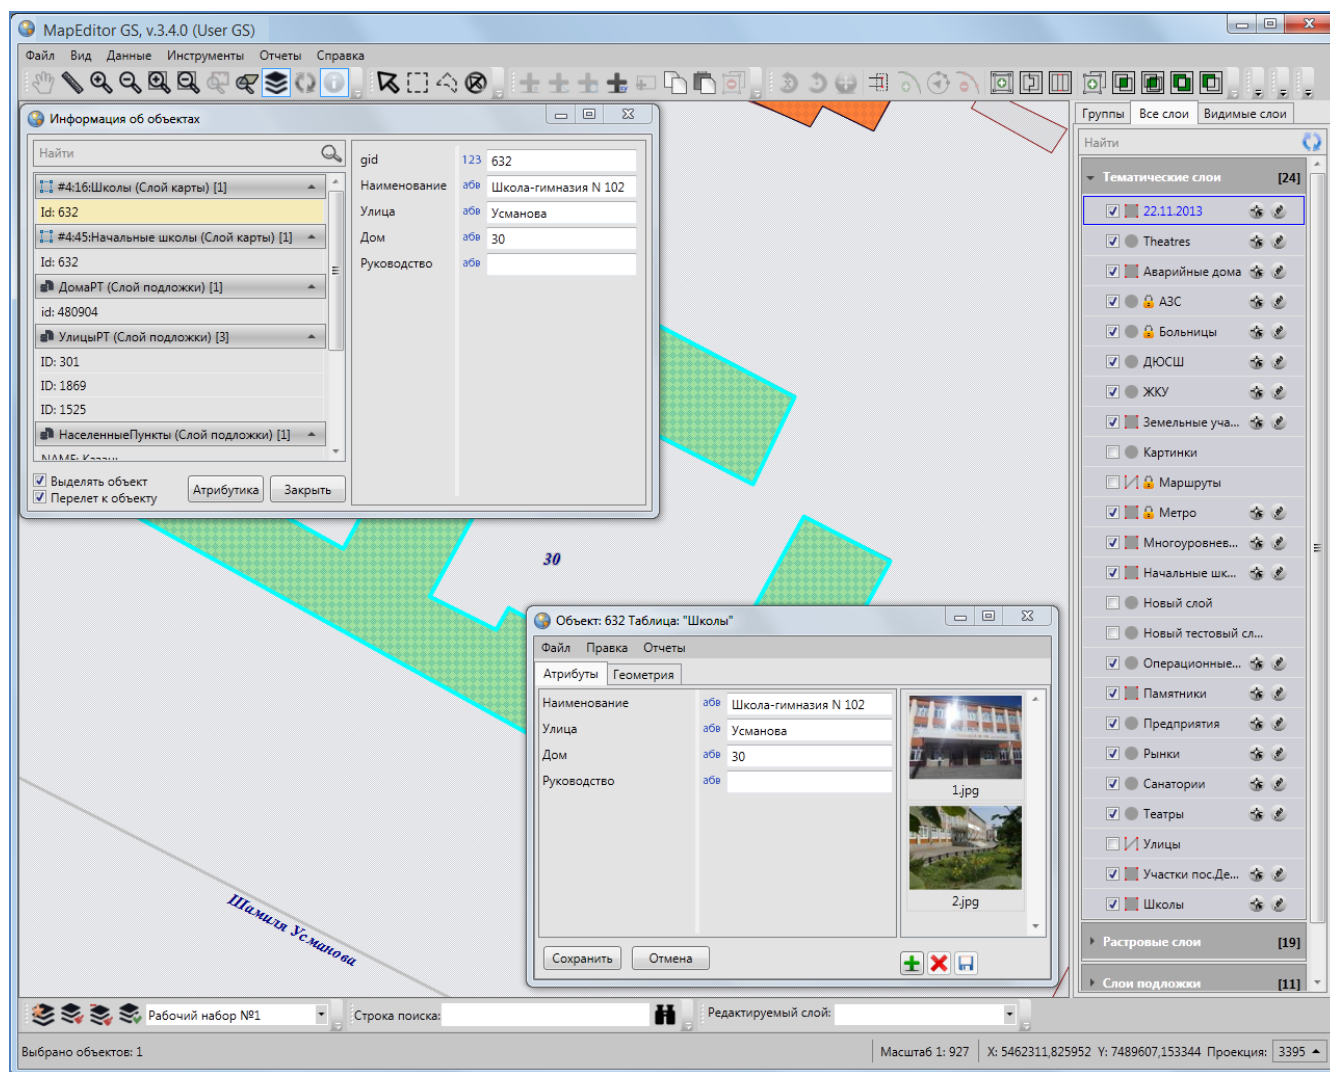 MapEditor GS, v.3.4.0 (User GS)
Файл Вид Данные Инструменты Отчеты Справка
Информация об объектах
Найти
#4:16:Школы (Слой карты) [1]
Id: 632
#4:45:Начальные школы (Слой карты) [1]
Id: 632
ДомаРТ (Слой подложки) [1]
id: 480904
УлицыРТ (Слой подложки) [3]
ID: 301
ID: 1869
ID: 1525
НаселенныеПункты (Слой подложки) [1]
NAME: Казань
Выделять объект
Перелет к объекту
Атрибутика
Закрыть
gid 123 632
Наименование абв Школа-гимназия N 102
Улица абв Усманова
Дом абв 30
Руководство абв
30
Шамиля Усманова
Объект: 632 Таблица: "Школы"
Файл Правка Отчеты
Атрибуты Геометрия
Наименование абв Школа-гимназия N 102
Улица абв Усманова
Дом абв 30
Руководство абв
1.jpg
2.jpg
Сохранить
Отмена
Группы Все слои Видимые слои
Найти
Тематические слои [24]
22.11.2013
Theatres
Аварийные дома
АЗС
Больницы
ДЮСШ
ЖКУ
Земельные уча...
Картинки
Маршруты
Метро
Многоуровнев...
Начальные шк...
Новый слой
Новый тестовый сл...
Операционные...
Памятники
Предприятия
Рынки
Санатории
Театры
Улицы
Участки пос.Де...
Школы
Растровые слои [19]
Слои подложки [11]
Рабочий набор №1
Строка поиска:
Редактируемый слой:
Выбрано объектов: 1
Масштаб 1: 927 X: 5462311,825952 Y: 7489607,153344 Проекция: 3395